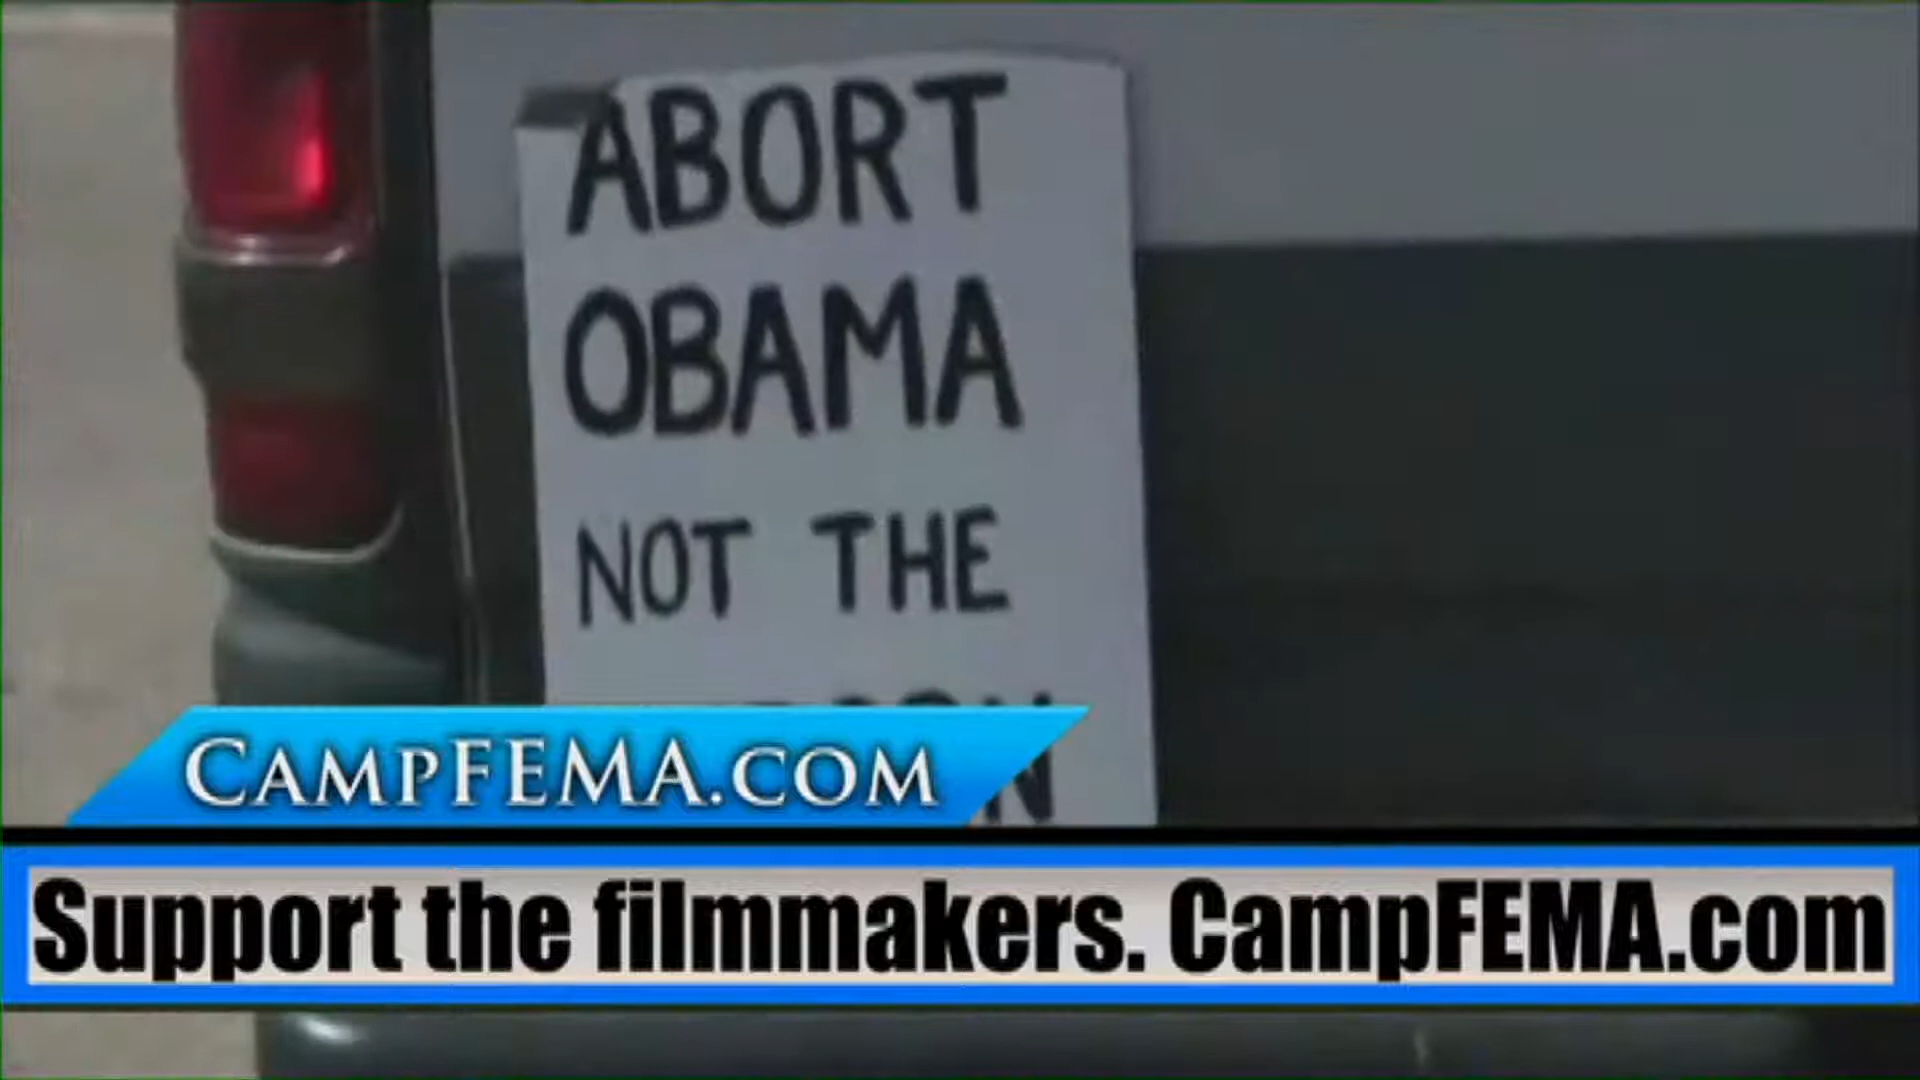 ABORT
OBAMA
NOT THE
CampFEMA.com
Support the filmmakers. CampFEMA.com